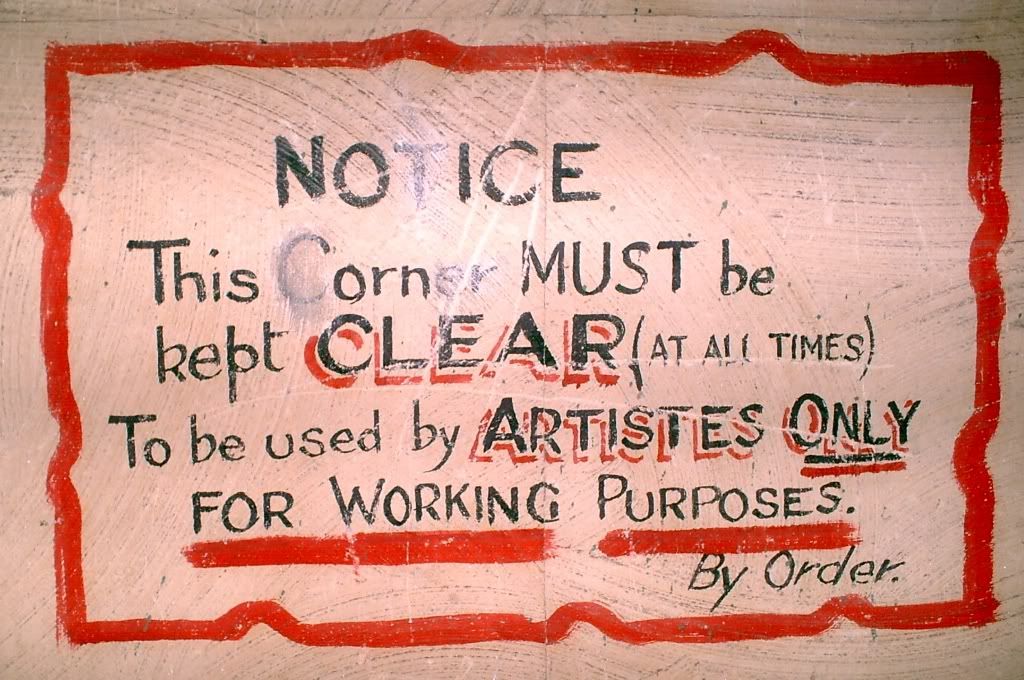 NOTICE
This Corner MUST be
kept CLEAR (AT ALL TIMES)
To be used by ARTISTES ONLY
FOR WORKING PURPOSES.
By Order.